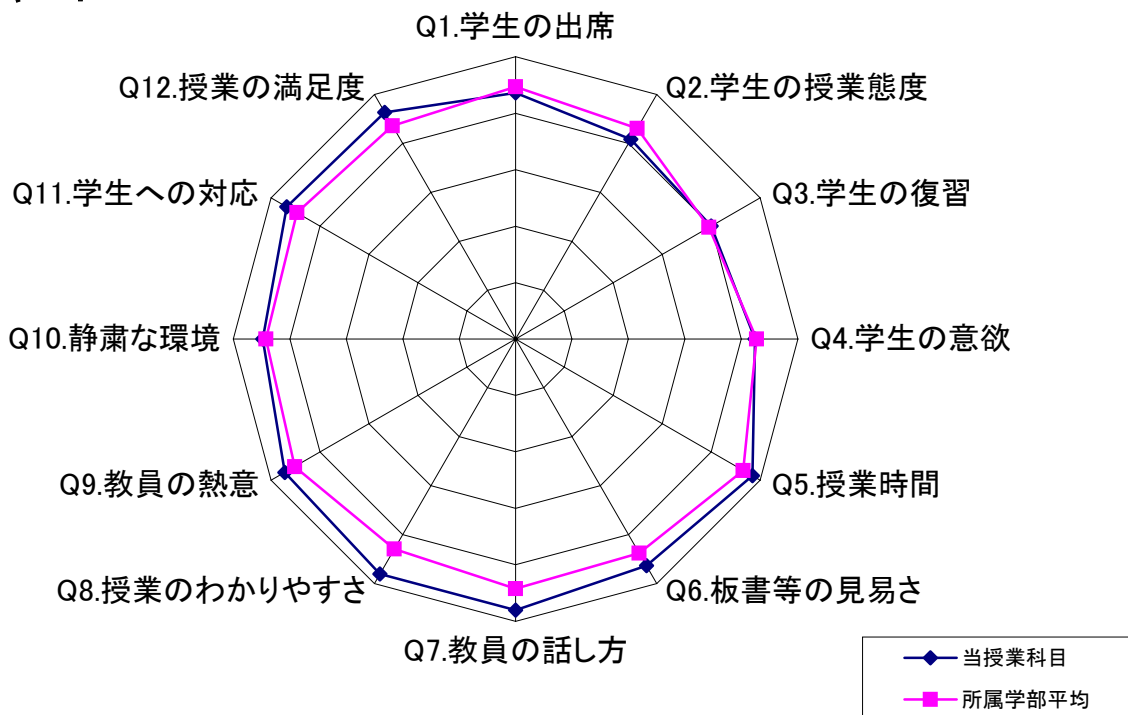 Q1.学生の出席
Q12.授業の満足度
Q2.学生の授業態度
Q11.学生への対応
Q3.学生の復習
Q10.静粛な環境
Q4.学生の意欲
Q9.教員の熱意
Q5.授業時間
Q8.授業のわかりやすさ
Q6.板書等の見易さ
Q7.教員の話し方
当授業科目
所属学部平均